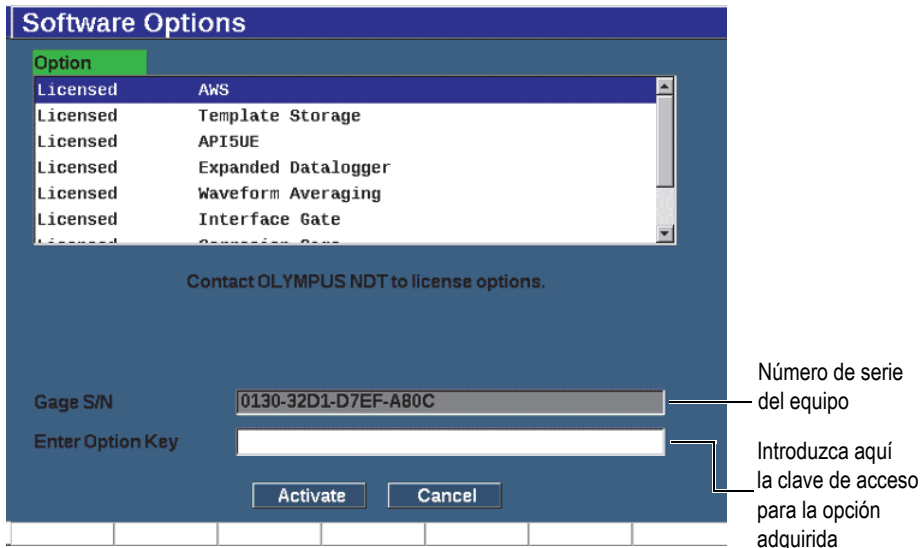 Software Options
Option
Licensed AWS
Licensed Template Storage
Licensed API5UE
Licensed Expanded Datalogger
Licensed Waveform Averaging
Licensed Interface Gate
Contact OLYMPUS NDT to license options.
Gage S/N 0130-32D1-D7EF-A80C
Número de serie
del equipo
Enter Option Key
Introduzca aquí
la clave de acceso
para la opción
adquirida
Activate Cancel